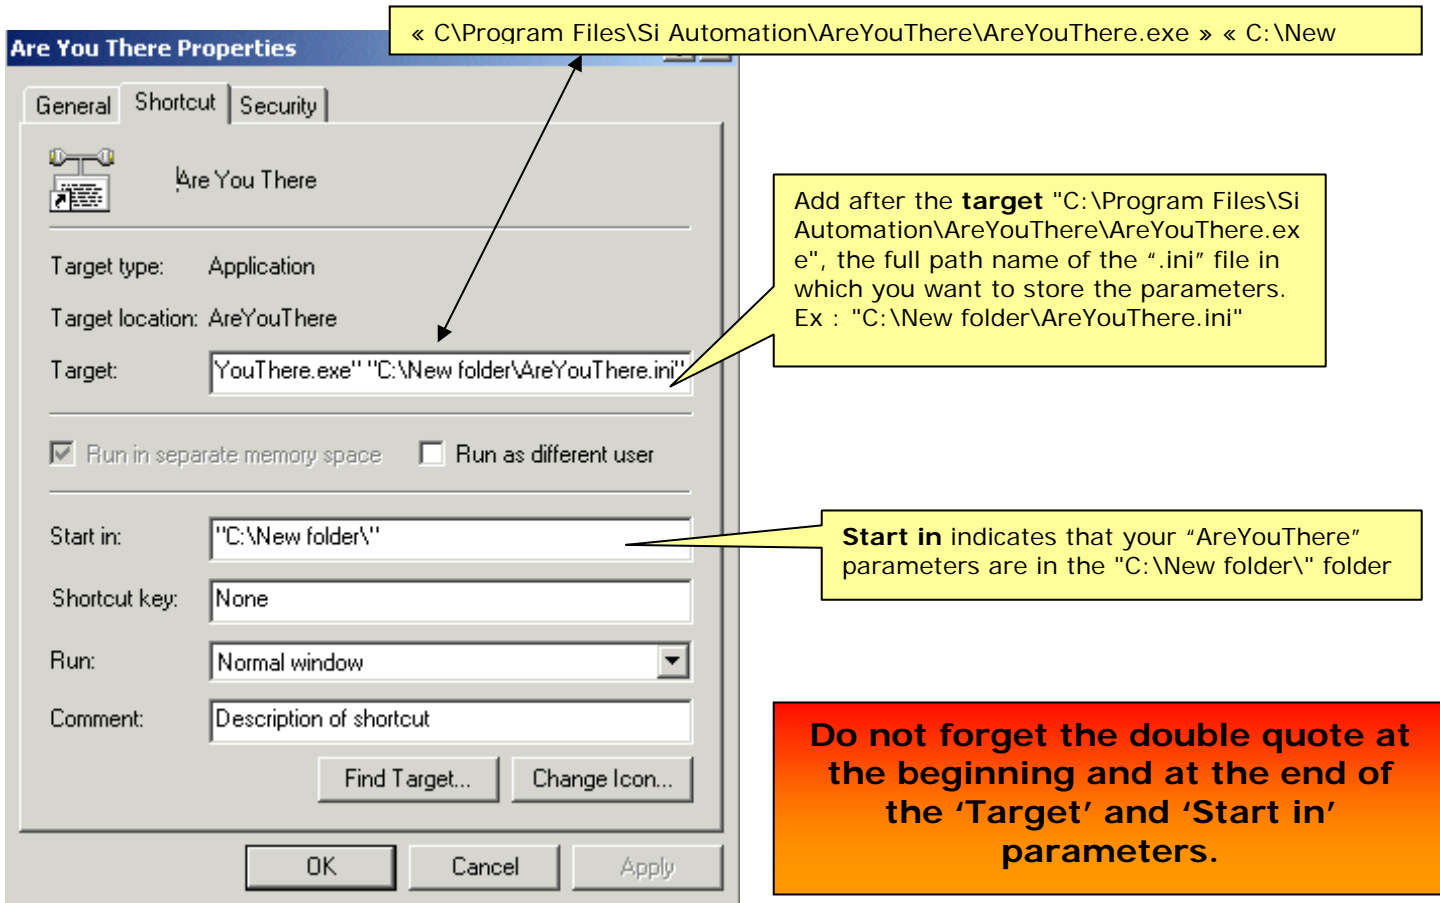 « C\Program Files\Si Automation\AreYouThere\AreYouThere.exe » « C:\New
Are You There Properties
General Shortcut Security
Are You There
Target type: Application
Target location: AreYouThere
Target: YouThere.exe" "C:\New folder\AreYouThere.ini"
Run in separate memory space Run as different user
Start in: "C:\New folder\"
Shortcut key: None
Run: Normal window
Comment: Description of shortcut
Find Target... Change Icon...
OK Cancel Apply
Add after the target "C:\Program Files\Si
Automation\AreYouThere\AreYouThere.ex
e", the full path name of the “.ini” file in
which you want to store the parameters.
Ex : "C:\New folder\AreYouThere.ini"
Start in indicates that your “AreYouThere”
parameters are in the "C:\New folder\" folder
Do not forget the double quote at
the beginning and at the end of
the ‘Target’ and ‘Start in’
parameters.